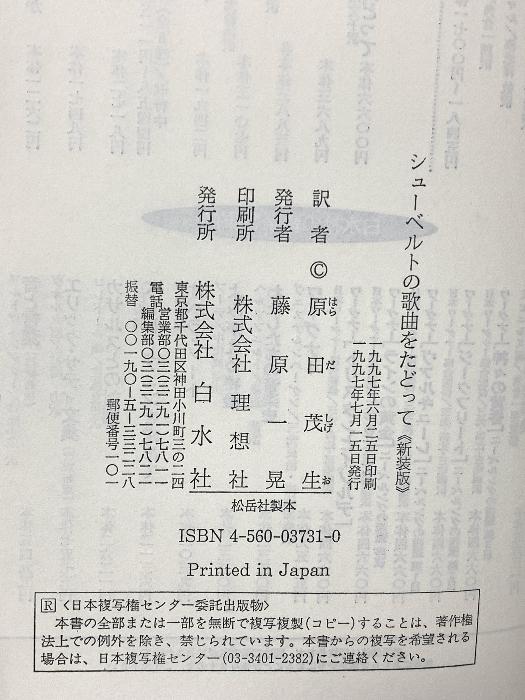 シューベルトの歌曲をたどって《新装版》
一九九七年六月二五日印刷
一九九七年七月一五日発行
訳者 © 原田茂生
はら だ しげ お
発行者 藤原一晃
印刷所 株式会社 理想社
発行所 株式会社 白水社
東京都千代田区神田小川町三の二四
電話 営業部〇三(三二九一)七八一一
編集部〇三(三二九一)七八二一
振替 〇〇一九〇-五-三三二二八
郵便番号一〇一
松岳社製本
ISBN 4-560-03731-0
Printed in Japan
R 〈日本複写権センター委託出版物〉
本書の全部または一部を無断で複写複製(コピー)することは、著作権
法上での例外を除き、禁じられています。本書からの複写を希望される
場合は、日本複写権センター(03-3401-2382)にご連絡ください。